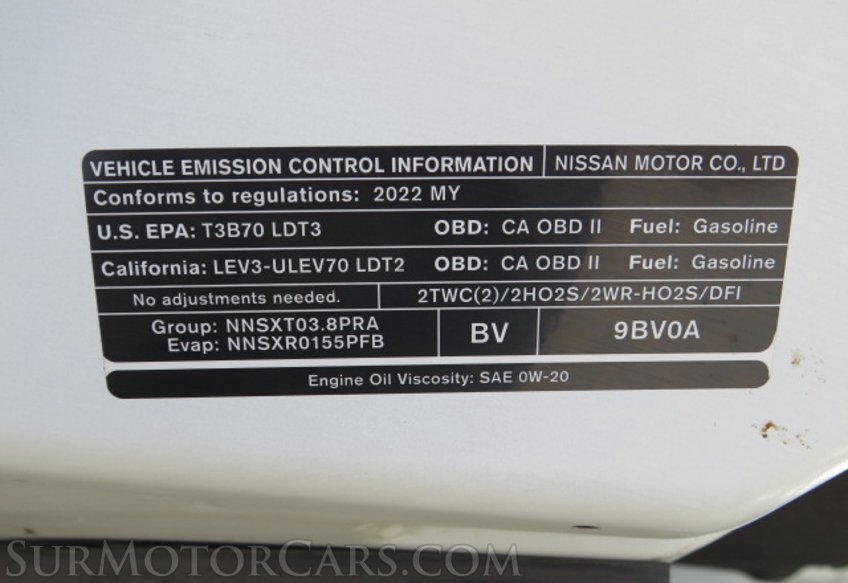 VEHICLE EMISSION CONTROL INFORMATION NISSAN MOTOR CO., LTD
Conforms to regulations: 2022 MY
U.S. EPA: T3B70 LDT3 OBD: CA OBD II Fuel: Gasoline
California: LEV3-ULEV70 LDT2 OBD: CA OBD II Fuel: Gasoline
No adjustments needed. 2TWC(2)/2HO2S/2WR-HO2S/DFI
Group: NNSXT03.8PRA
Evap: NNSXR0155PFB
BV 9BV0A
Engine Oil Viscosity: SAE 0W-20
SURMOTORCARS.COM